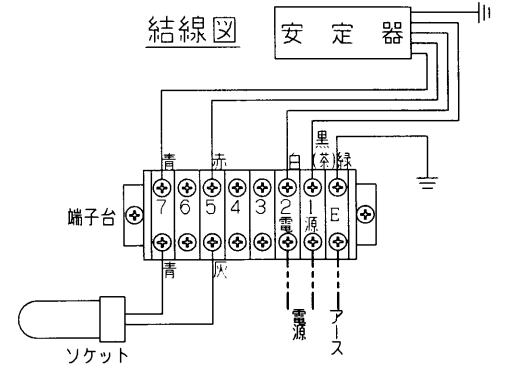 結線図
安定器
青 赤 白 黒(茶) 緑
端子台
7 6 5 4 3 2 1 E
電源
青 灰
電源
アース
ソケット